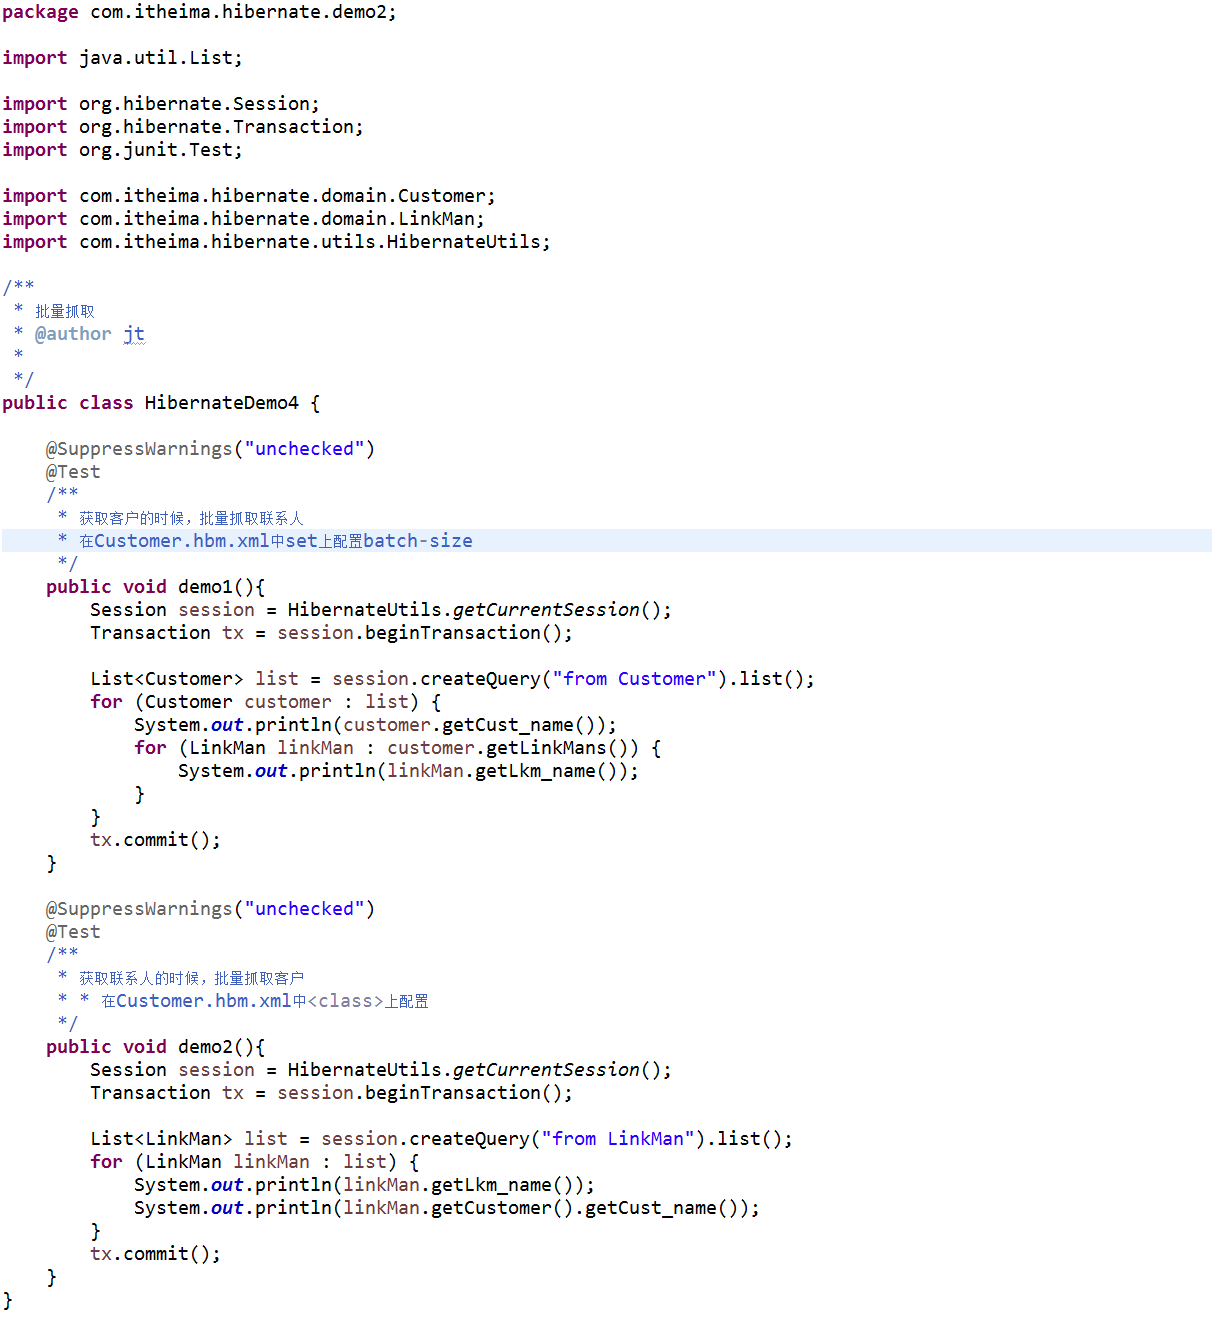 package com.itheima.hibernate.demo2;
import java.util.List;
import org.hibernate.Session;
import org.hibernate.Transaction;
import org.junit.Test;
import com.itheima.hibernate.domain.Customer;
import com.itheima.hibernate.domain.LinkMan;
import com.itheima.hibernate.utils.HibernateUtils;
/**
 * 批量抓取
 * @author jt
 *
 */
public class HibernateDemo4 {
    @SuppressWarnings("unchecked")
    @Test
    /**
     * 获取客户的时候，批量抓取联系人
     * 在Customer.hbm.xml中set上配置batch-size
     */
    public void demo1(){
        Session session = HibernateUtils.getCurrentSession();
        Transaction tx = session.beginTransaction();
        List<Customer> list = session.createQuery("from Customer").list();
        for (Customer customer : list) {
            System.out.println(customer.getCust_name());
            for (LinkMan linkMan : customer.getLinkMans()) {
                System.out.println(linkMan.getLkm_name());
            }
        }
        tx.commit();
    }
    @SuppressWarnings("unchecked")
    @Test
    /**
     * 获取联系人的时候，批量抓取客户
     * * 在Customer.hbm.xml中<class>上配置
     */
    public void demo2(){
        Session session = HibernateUtils.getCurrentSession();
        Transaction tx = session.beginTransaction();
        List<LinkMan> list = session.createQuery("from LinkMan").list();
        for (LinkMan linkMan : list) {
            System.out.println(linkMan.getLkm_name());
            System.out.println(linkMan.getCustomer().getCust_name());
        }
        tx.commit();
    }
}